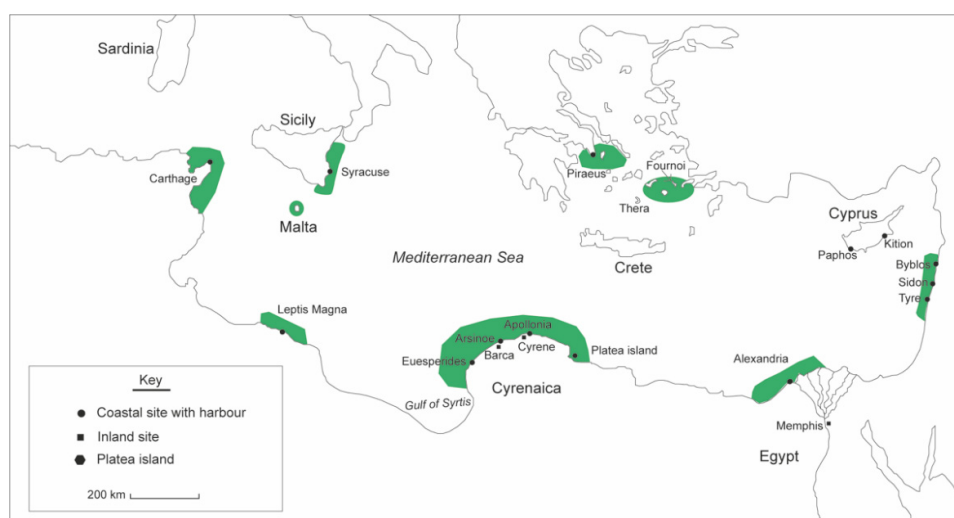 Sardinia
Sicily
Carthage
Syracuse
Malta
Piraeus
Fournoi
Thera
Cyprus
Kition
Paphos
Byblos
Sidon
Tyre
Mediterranean Sea
Crete
Leptis Magna
Apollonia
Arsinoe
Cyrene
Barca
Euesperides
Platea island
Alexandria
Cyrenaica
Gulf of Syrtis
Memphis
Egypt
Key
Coastal site with harbour
Inland site
Platea island
200 km